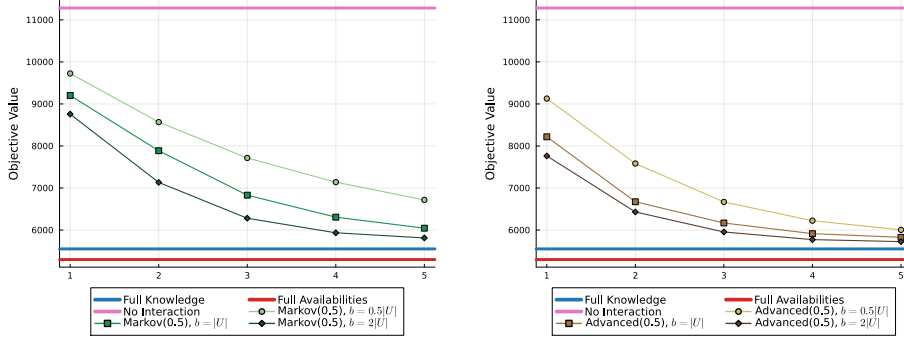 11000
10000
9000
8000
7000
6000
Objective Value
1 2 3 4 5
Full Knowledge Full Availabilities
No Interaction Markov(0.5), b = 0.5|U|
Markov(0.5), b = |U| Markov(0.5), b = 2|U|
11000
10000
9000
8000
7000
6000
Objective Value
1 2 3 4 5
Full Knowledge Full Availabilities
No Interaction Advanced(0.5), b = 0.5|U|
Advanced(0.5), b = |U| Advanced(0.5), b = 2|U|